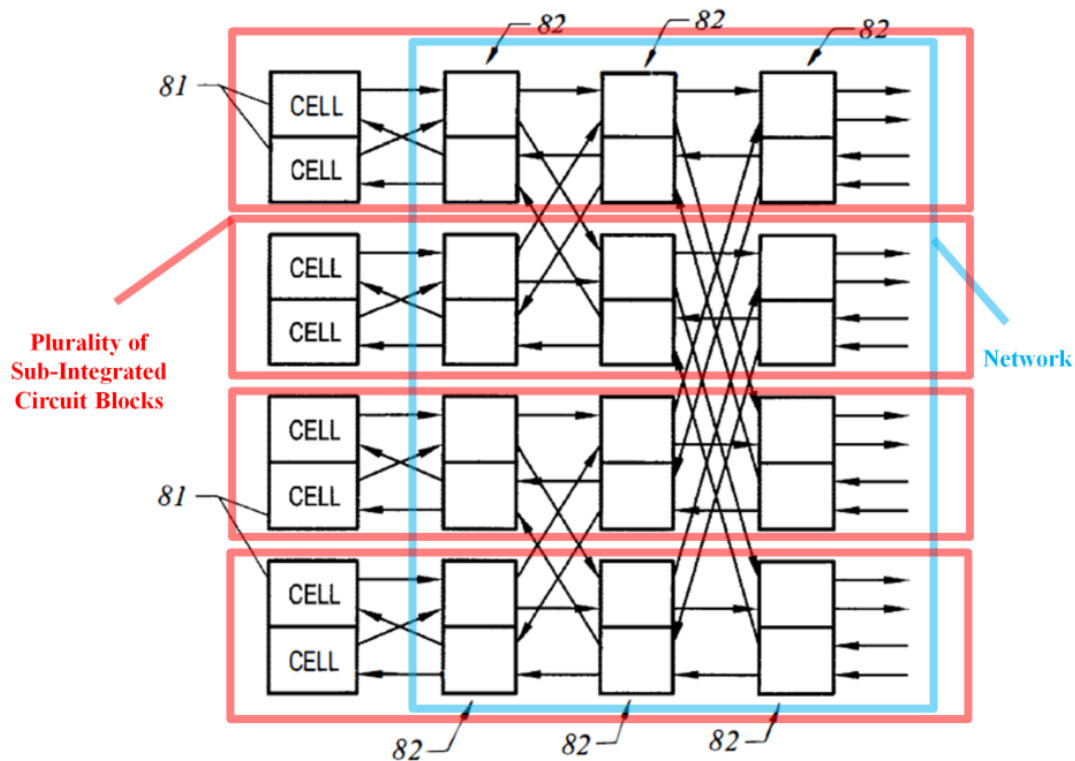 82
82
82
81
CELL
CELL
CELL
CELL
Plurality of
Sub-Integrated
Circuit Blocks
Network
CELL
CELL
81
CELL
CELL
82
82
82